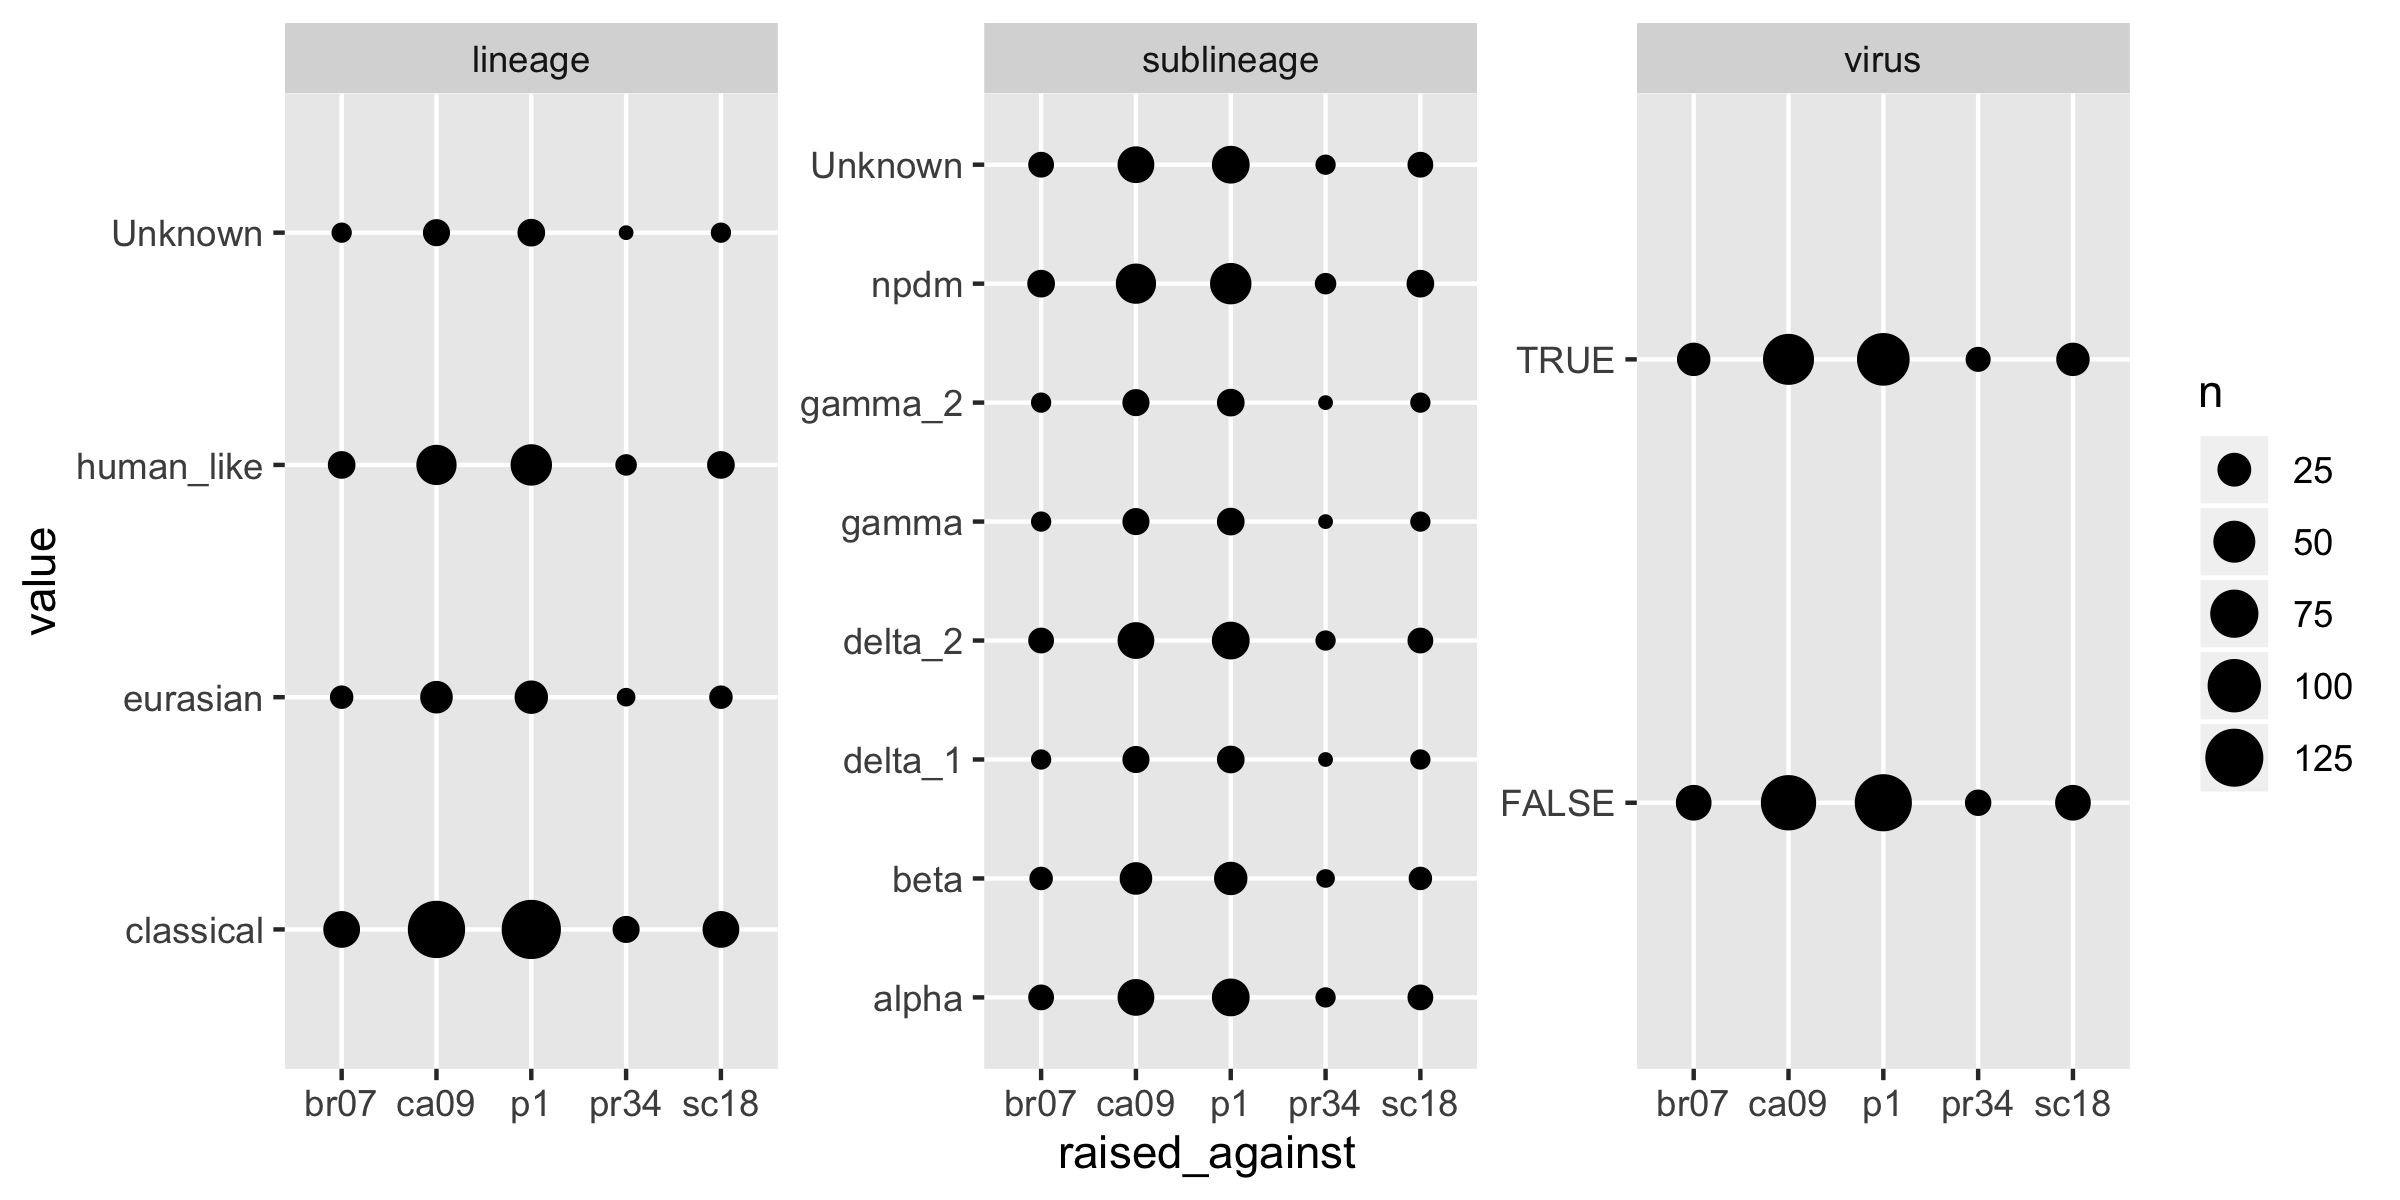 lineage
sublineage
virus
value
Unknown
human_like
eurasian
classical
br07 ca09 p1 pr34 sc18
Unknown
npdm
gamma_2
gamma
delta_2
delta_1
beta
alpha
br07 ca09 p1 pr34 sc18
TRUE
FALSE
br07 ca09 p1 pr34 sc18
raised_against
n
25
50
75
100
125